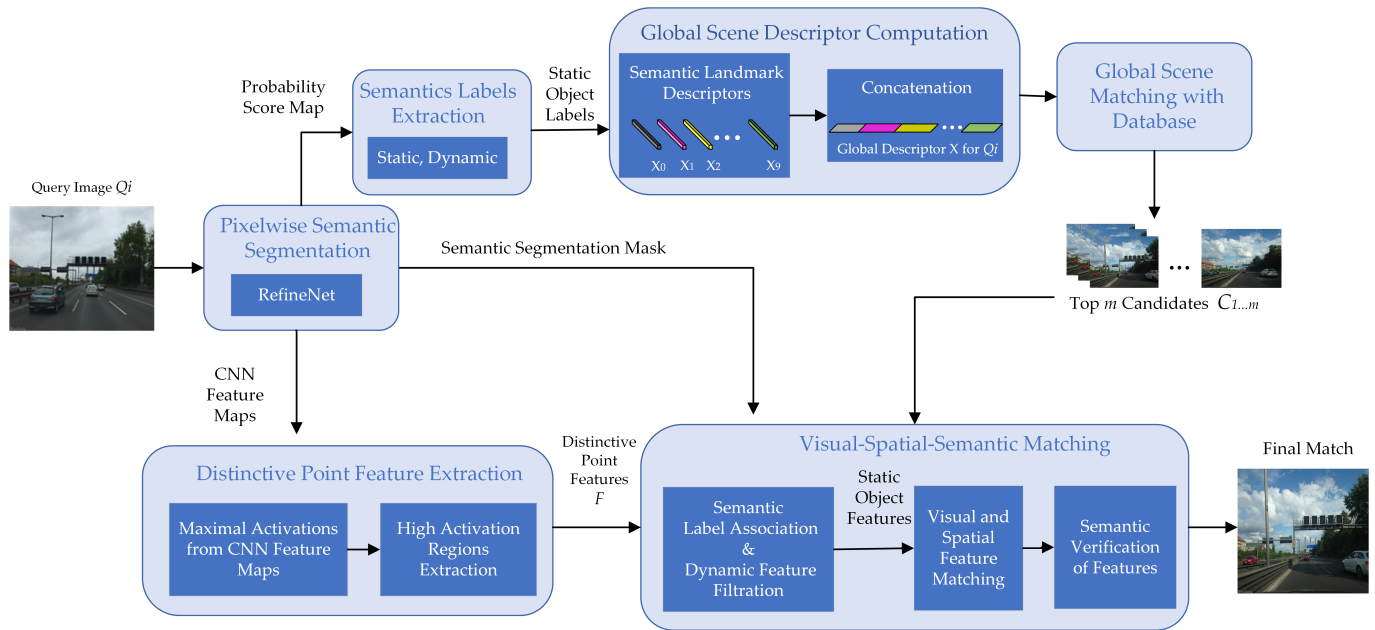 Global Scene Descriptor Computation
Semantic Landmark
Descriptors
X0 X1 X2 X9
Concatenation
Global Descriptor X for Qi
Global Scene
Matching with
Database
Probability
Score Map
Semantics Labels
Extraction
Static, Dynamic
Static
Object
Labels
Query Image Qi
Pixelwise Semantic
Segmentation
RefineNet
Semantic Segmentation Mask
...
Top m Candidates C1...m
CNN
Feature
Maps
Distinctive Point Feature Extraction
Maximal Activations
from CNN Feature
Maps
High Activation
Regions
Extraction
Distinctive
Point
Features
F
Visual-Spatial-Semantic Matching
Semantic
Label Association
&
Dynamic Feature
Filtration
Static
Object
Features
Visual and
Spatial
Feature
Matching
Semantic
Verification
of Features
Final Match